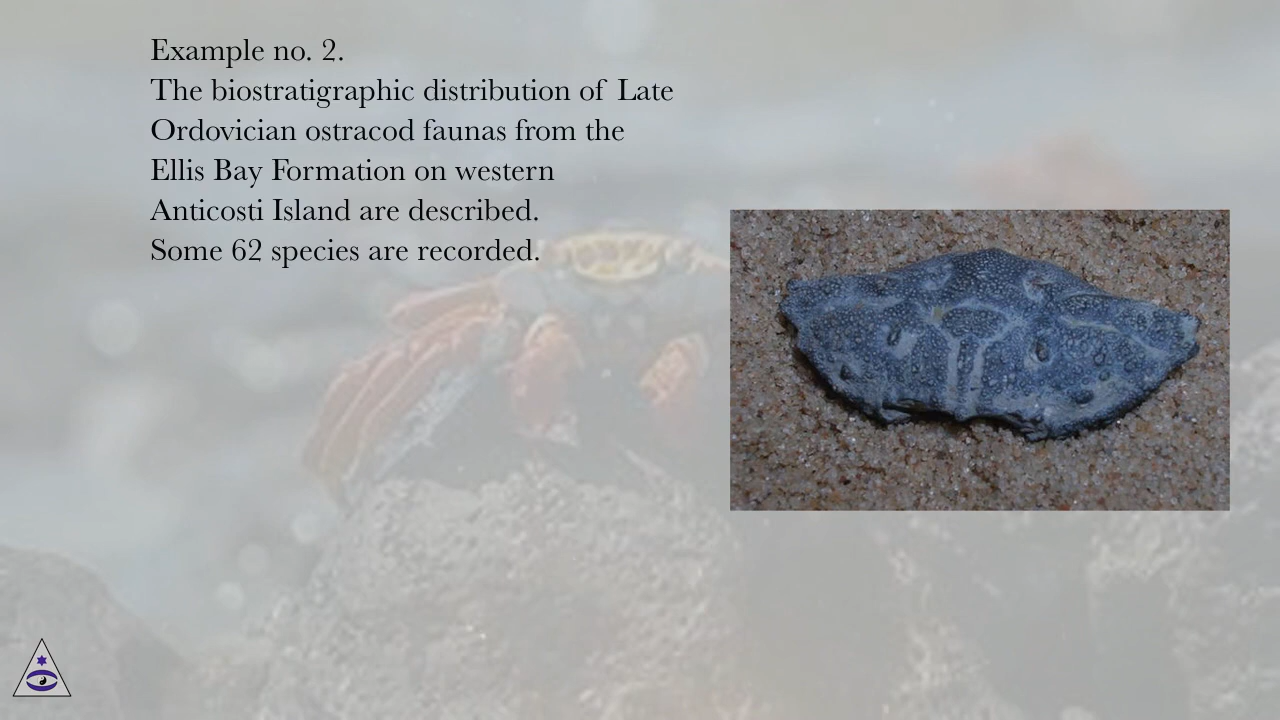 Example no. 2.
The biostratigraphic distribution of Late
Ordovician ostracod faunas from the
Ellis Bay Formation on western
Anticosti Island are described.
Some 62 species are recorded.